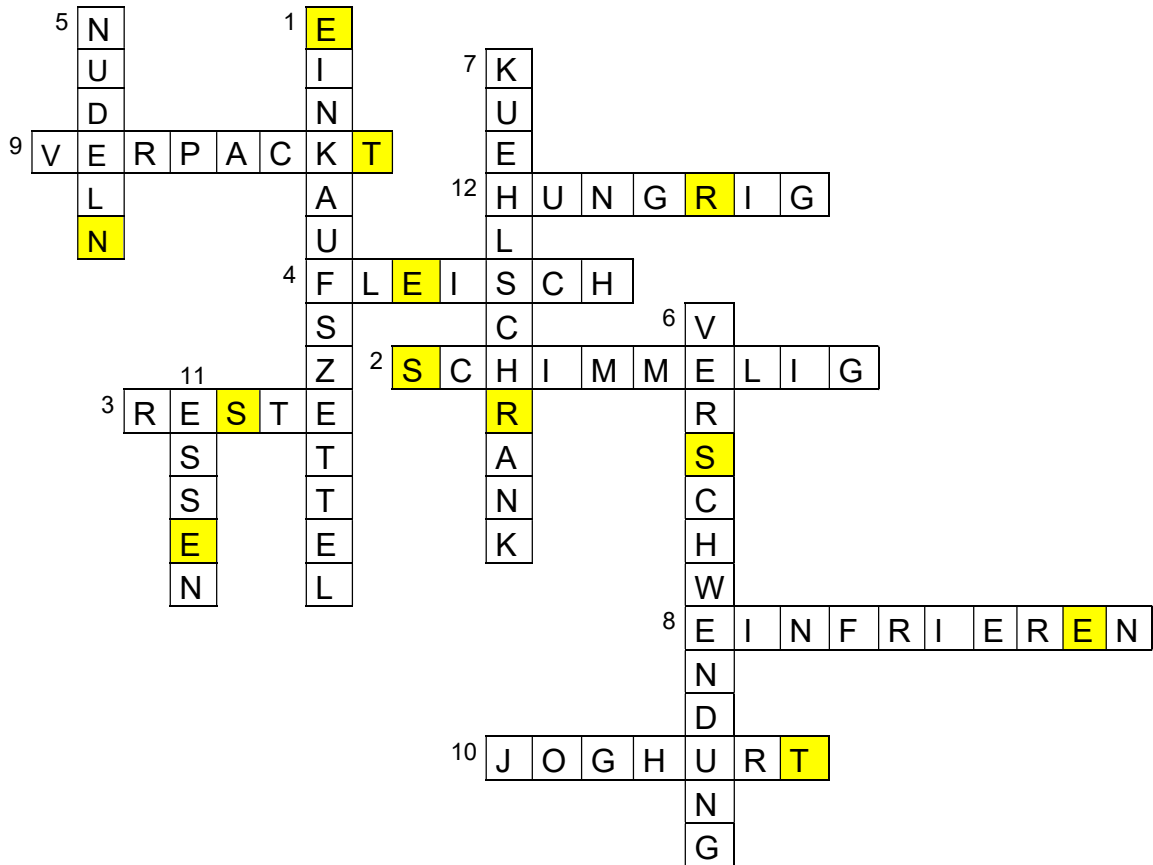 5 NUDELN
1 EINKAUFSZETTEL
7 KUEHLSCHRANK
9 VERPACKT
12 HUNGRIG
4 FLEISCH
6 VERSCHWENDUNG
2 SCHIMMELIG
11 ESSEN
3 RESTE
8 EINFRIEREN
10 JOGHURT